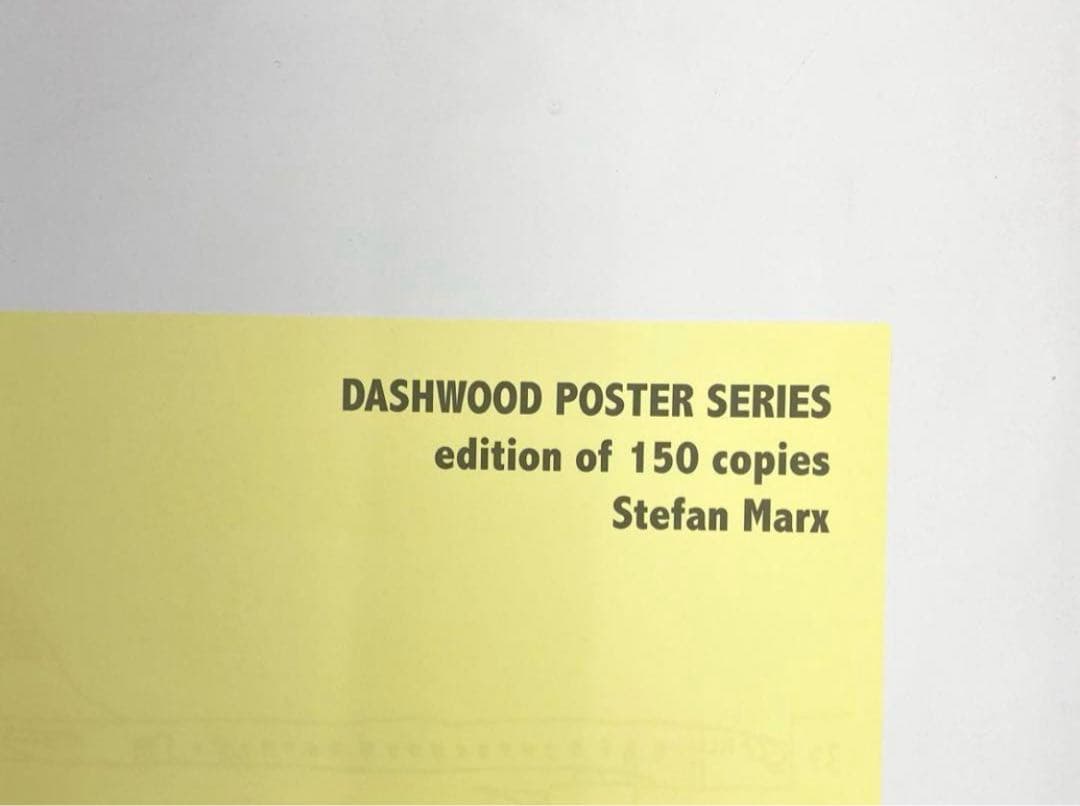 DASHWOOD POSTER SERIES
edition of 150 copies
Stefan Marx